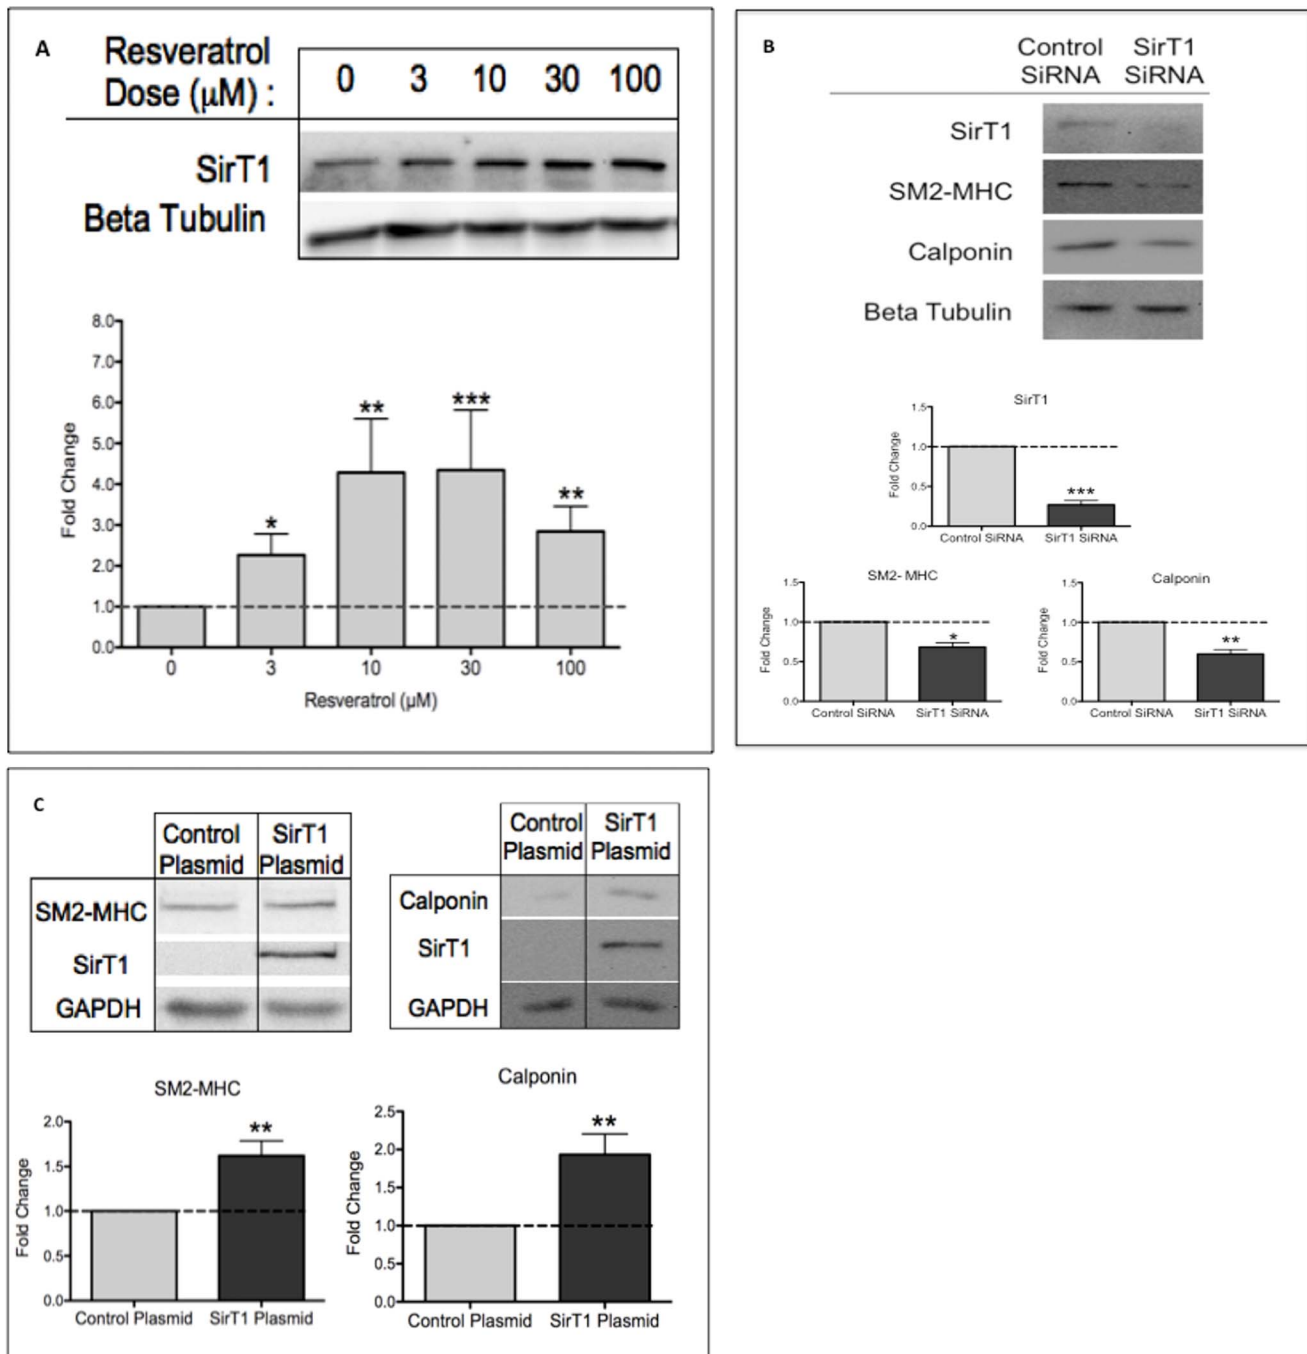 A
Resveratrol
Dose (μM) :
0 3 10 30 100
SirT1
Beta Tubulin
8.0
7.0
6.0
5.0
4.0
3.0
2.0
1.0
0.0
Fold Change
*
**
***
**
0 3 10 30 100
Resveratrol (μM)
B
Control SirT1
SiRNA SiRNA
SirT1
SM2-MHC
Calponin
Beta Tubulin
SirT1
1.5
1.0
0.5
0.0
Fold Change
***
Control SiRNA SirT1 SiRNA
SM2- MHC
1.5
1.0
0.5
0.0
Fold Change
*
Control SiRNA SirT1 SiRNA
Calponin
1.5
1.0
0.5
0.0
Fold Change
**
Control SiRNA SirT1 SiRNA
C
Control SirT1
Plasmid Plasmid
SM2-MHC
SirT1
GAPDH
Control SirT1
Plasmid Plasmid
Calponin
SirT1
GAPDH
SM2-MHC
2.0
1.5
1.0
0.5
0.0
Fold Change
**
Control Plasmid SirT1 Plasmid
Calponin
2.5
2.0
1.5
1.0
0.5
0.0
Fold Change
**
Control Plasmid SirT1 Plasmid